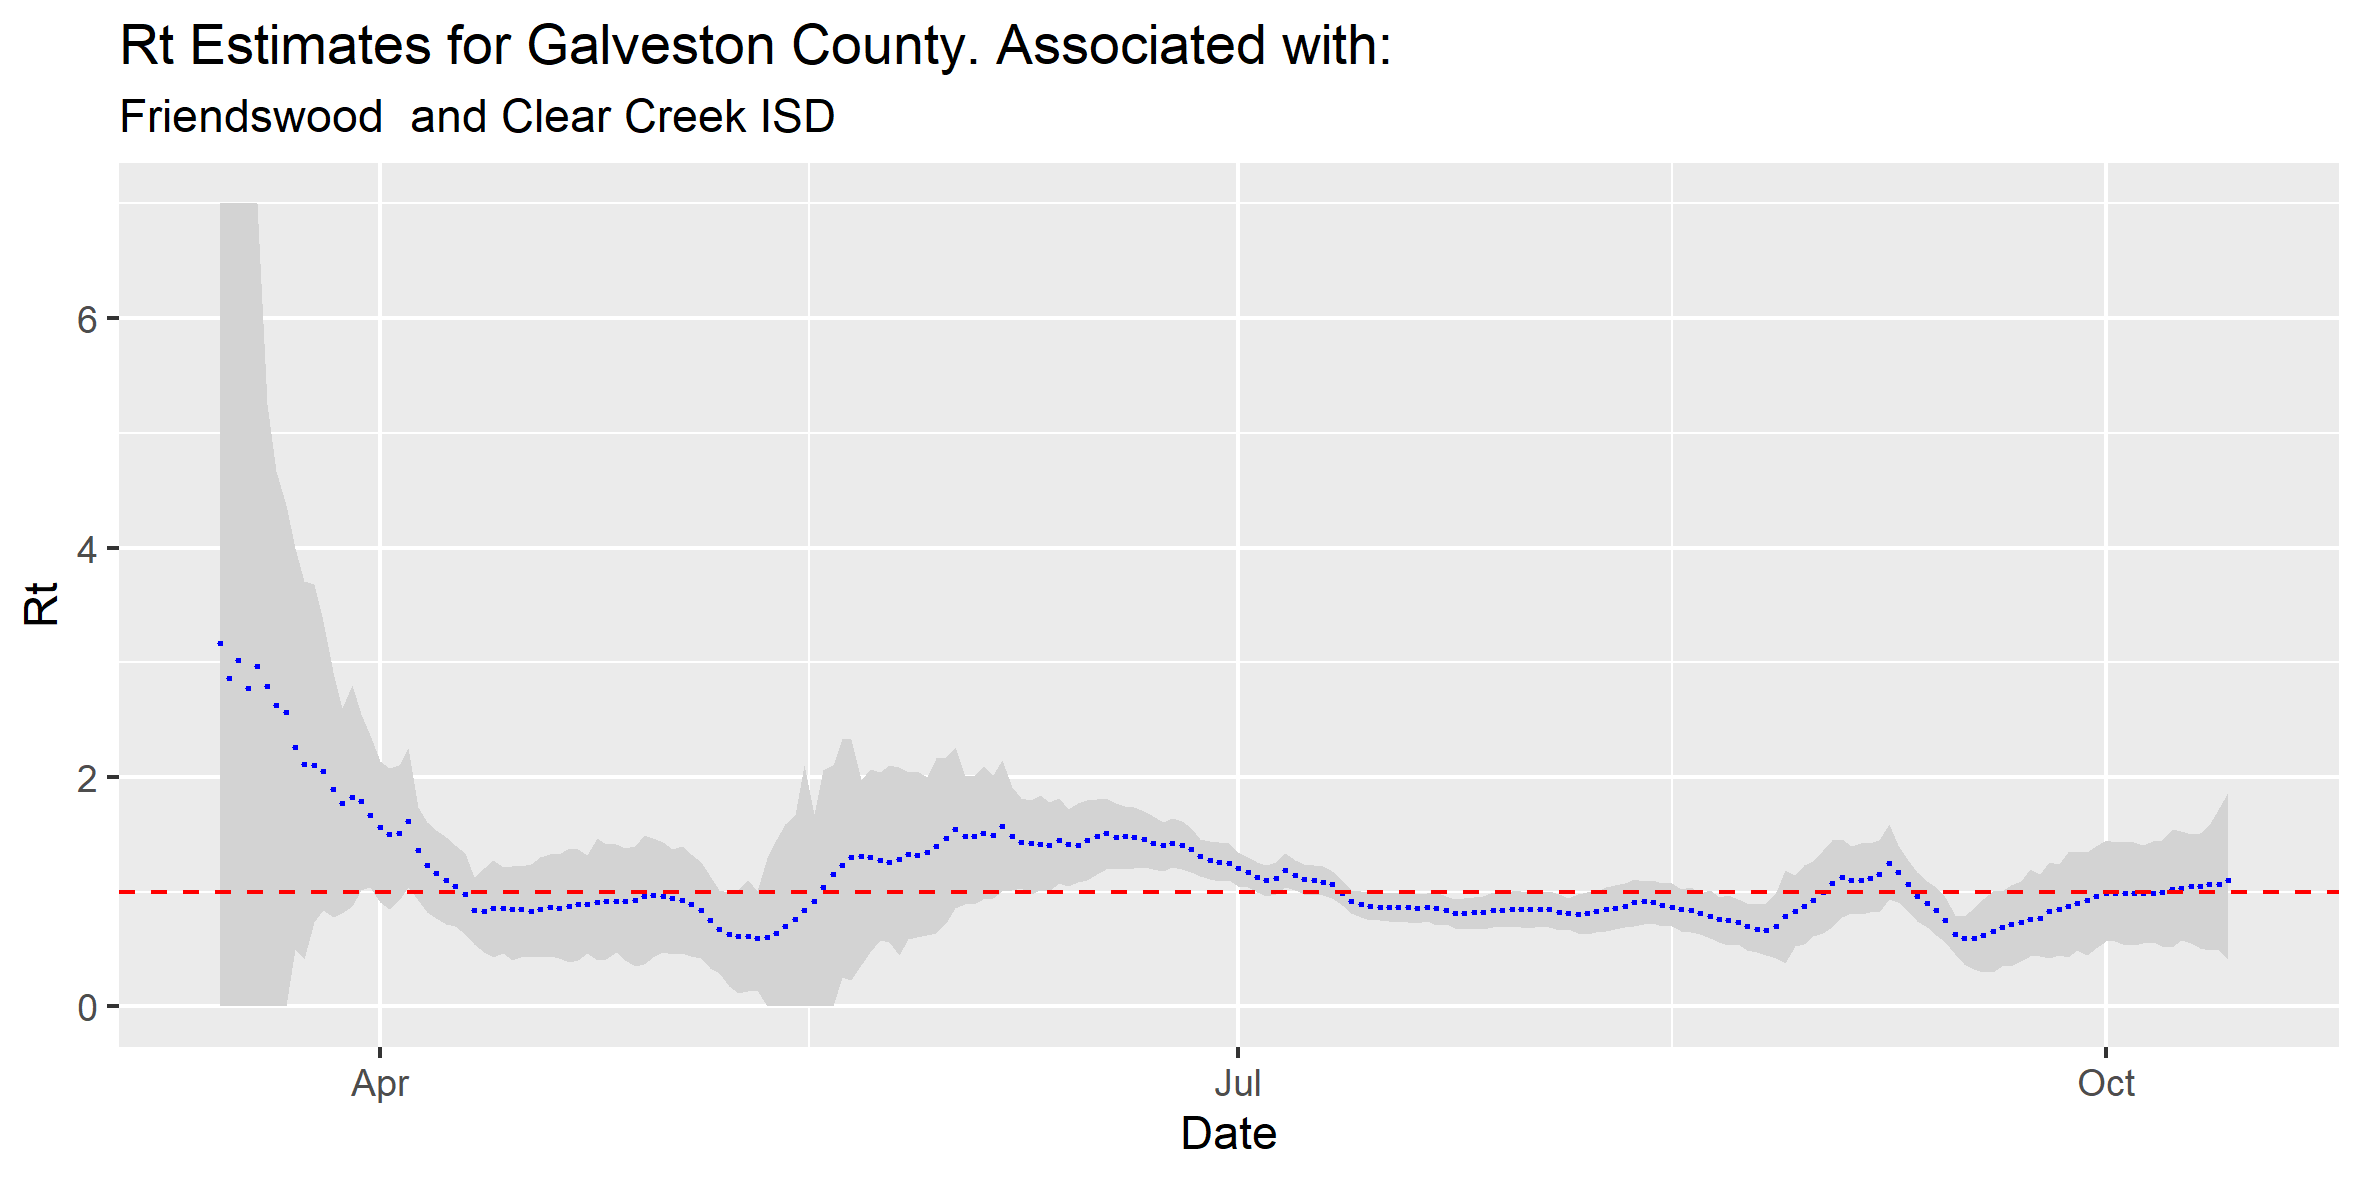 Rt Estimates for Galveston County. Associated with:
Friendswood  and Clear Creek ISD
Rt
6
4
2
0
Apr
Jul
Oct
Date